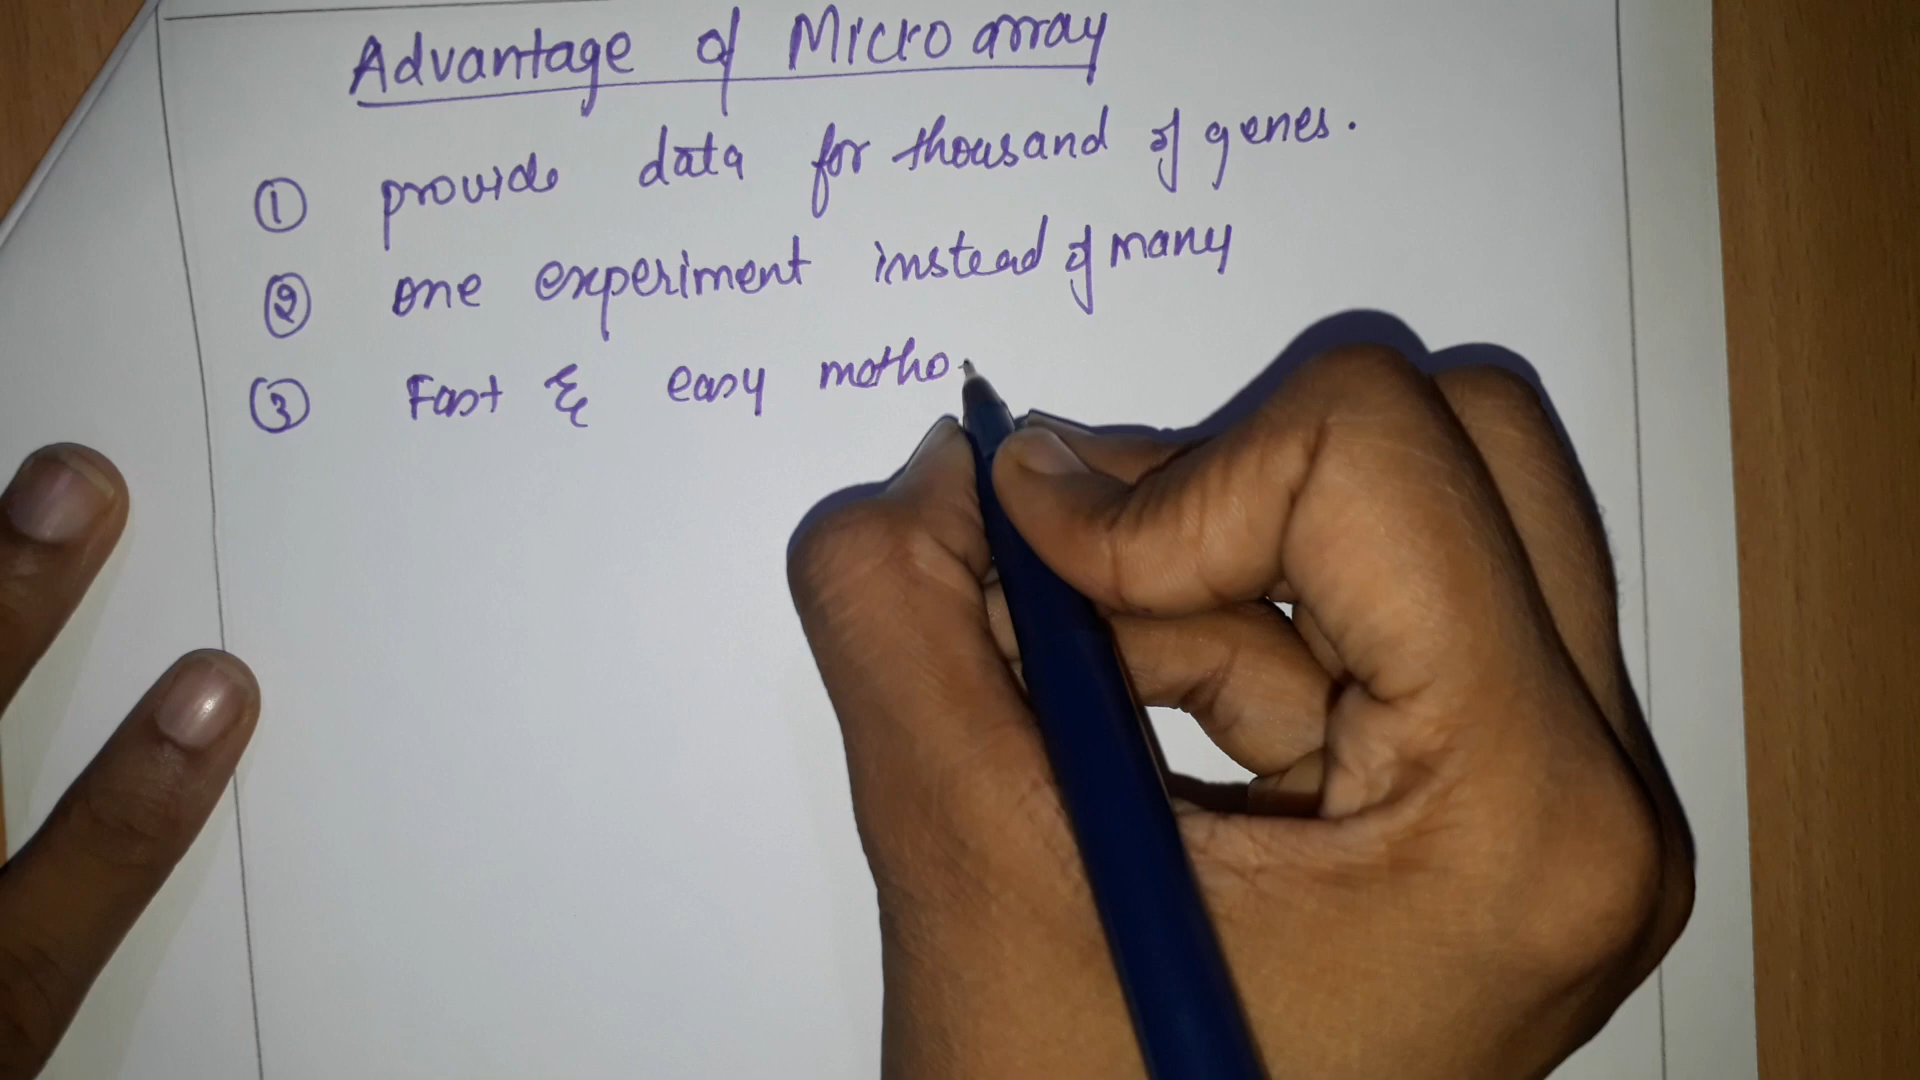 Advantage of Micro array
① provide data for thousand of genes.
② one experiment instead of many
③ Fast & easy metho